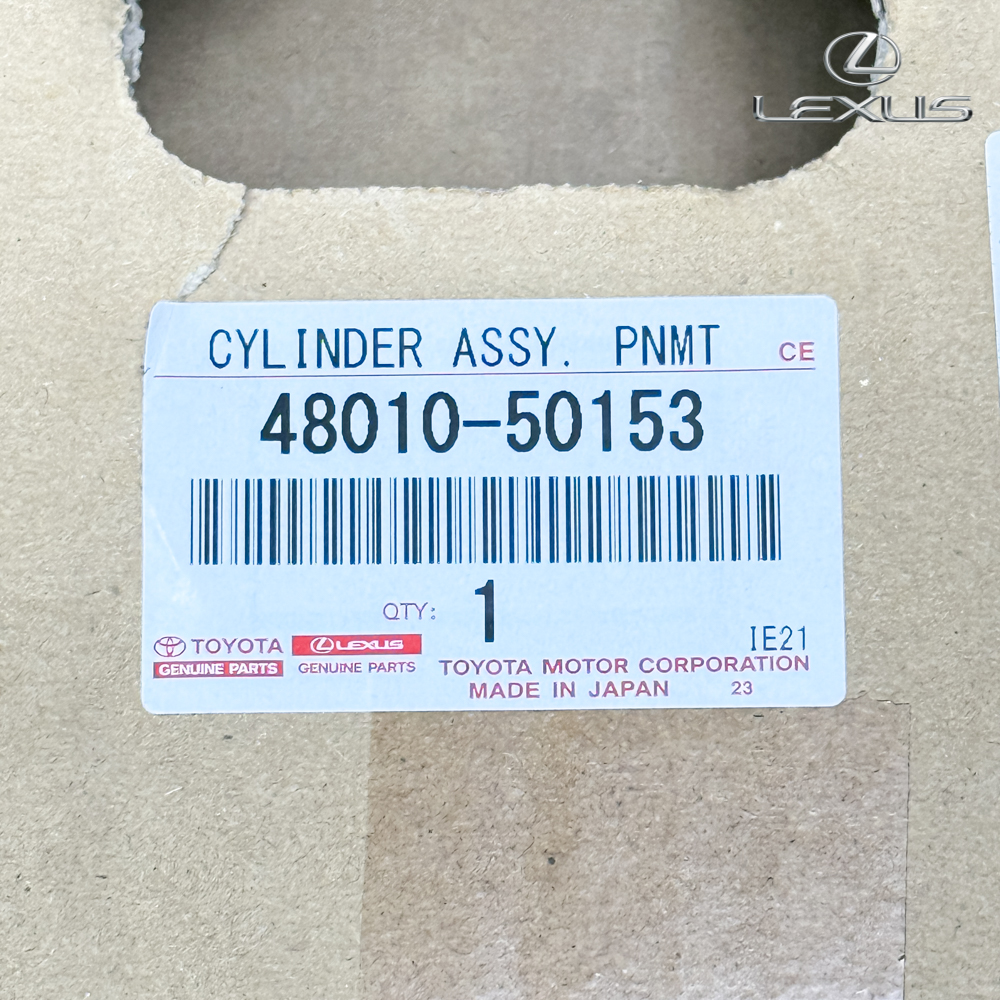 LEXUS
CYLINDER ASSY. PNMT CE
48010-50153
QTY: 1
IE21
TOYOTA LEXUS
GENUINE PARTS GENUINE PARTS
TOYOTA MOTOR CORPORATION
MADE IN JAPAN 23